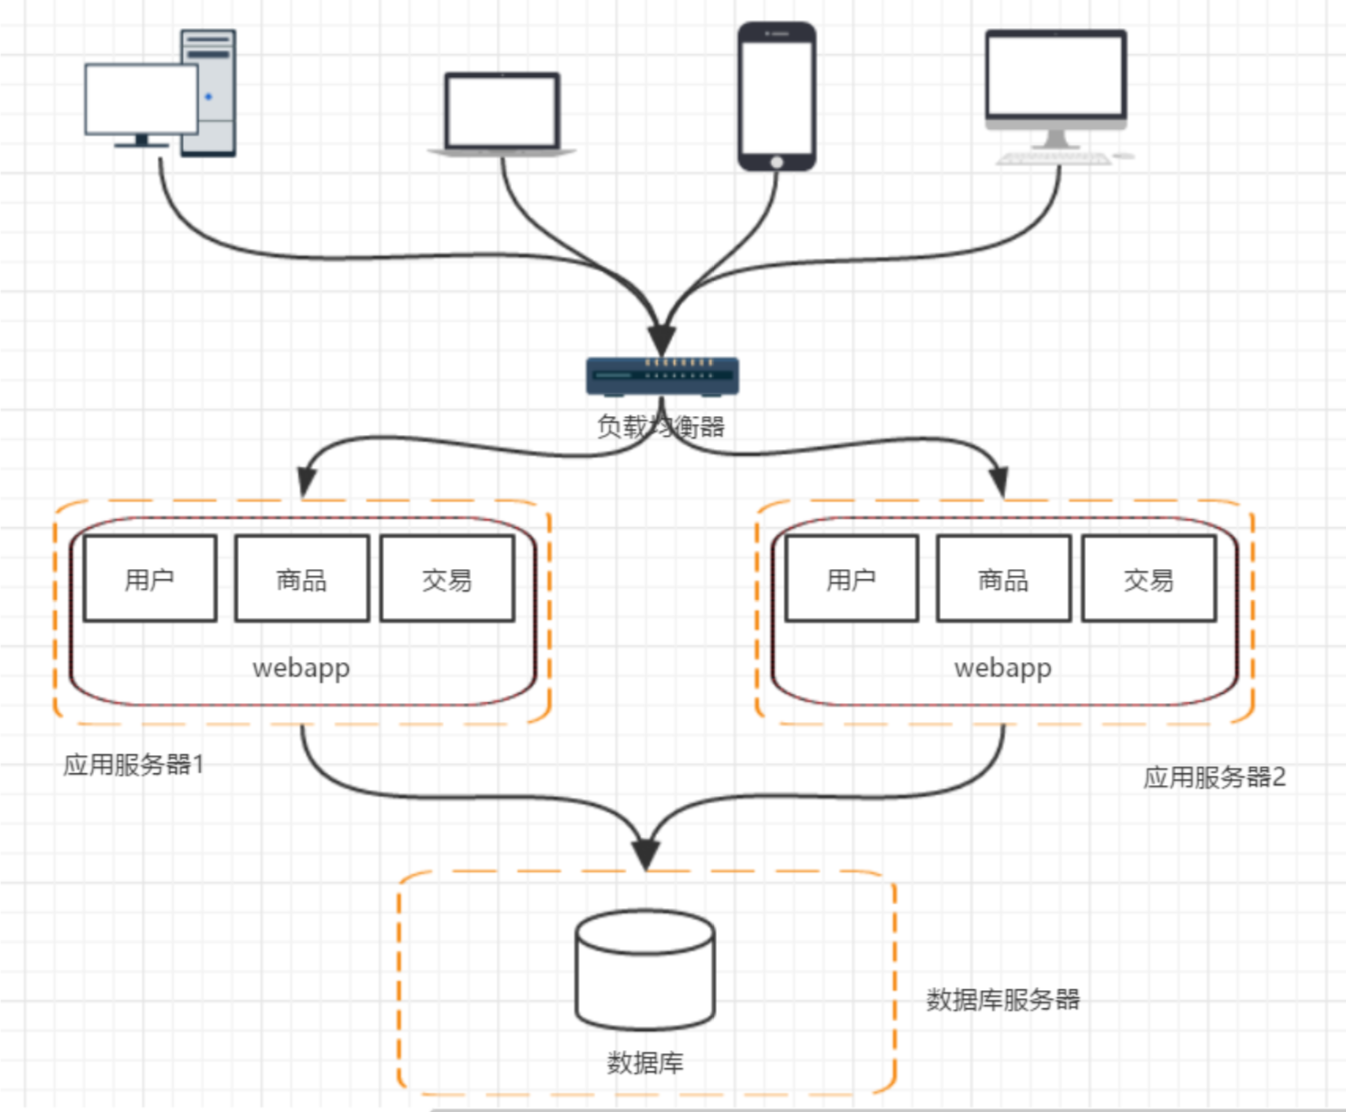 负载均衡器
用户
商品
交易
webapp
用户
商品
交易
webapp
应用服务器1
应用服务器2
数据库服务器
数据库